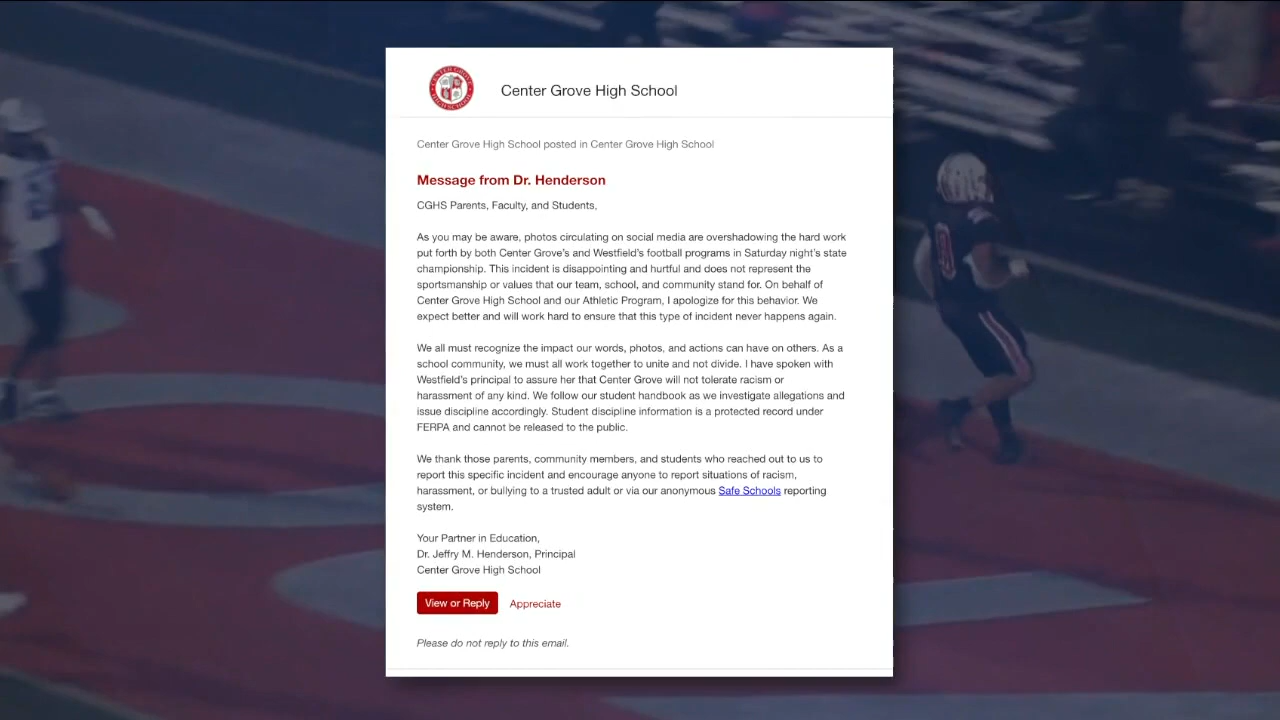 Center Grove High School
Center Grove High School posted in Center Grove High School
Message from Dr. Henderson
CGHS Parents, Faculty, and Students,
As you may be aware, photos circulating on social media are overshadowing the hard work
put forth by both Center Grove's and Westfield's football programs in Saturday night's state
championship. This incident is disappointing and hurtful and does not represent the
sportsmanship or values that our team, school, and community stand for. On behalf of
Center Grove High School and our Athletic Program, I apologize for this behavior. We
expect better and will work hard to ensure that this type of incident never happens again.
We all must recognize the impact our words, photos, and actions can have on others. As a
school community, we must all work together to unite and not divide. I have spoken with
Westfield's principal to assure her that Center Grove will not tolerate racism or
harassment of any kind. We follow our student handbook as we investigate allegations and
issue discipline accordingly. Student discipline information is a protected record under
FERPA and cannot be released to the public.
We thank those parents, community members, and students who reached out to us to
report this specific incident and encourage anyone to report situations of racism,
harassment, or bullying to a trusted adult or via our anonymous Safe Schools reporting
system.
Your Partner in Education,
Dr. Jeffry M. Henderson, Principal
Center Grove High School
View or Reply Appreciate
Please do not reply to this email.